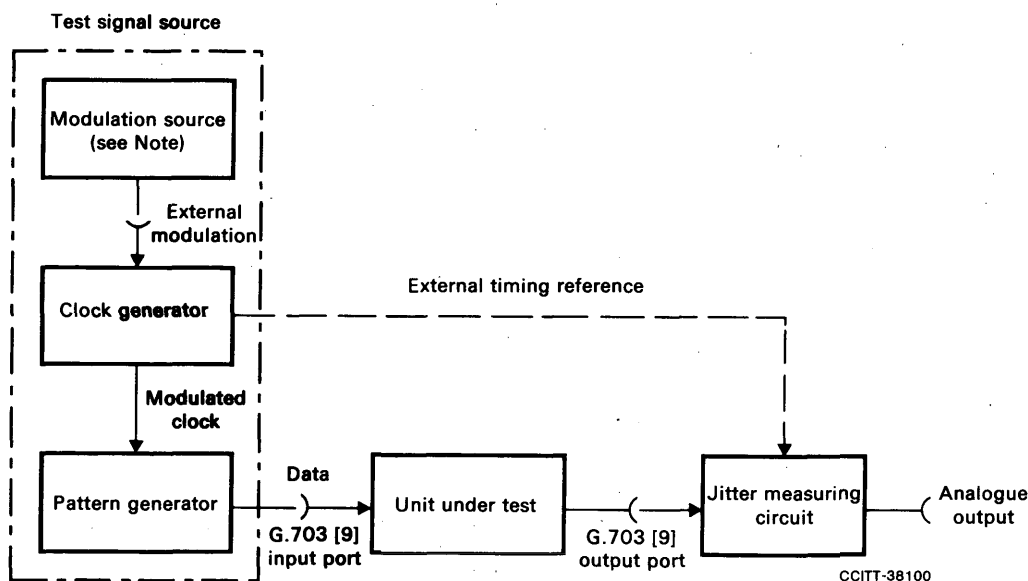 Test signal source
Modulation source
(see Note)
External
modulation
Clock generator
External timing reference
Modulated
clock
Pattern generator
Data
G.703 [9]
input port
Unit under test
G.703 [9]
output port
Jitter measuring
circuit
Analogue
output
CCITT-38100